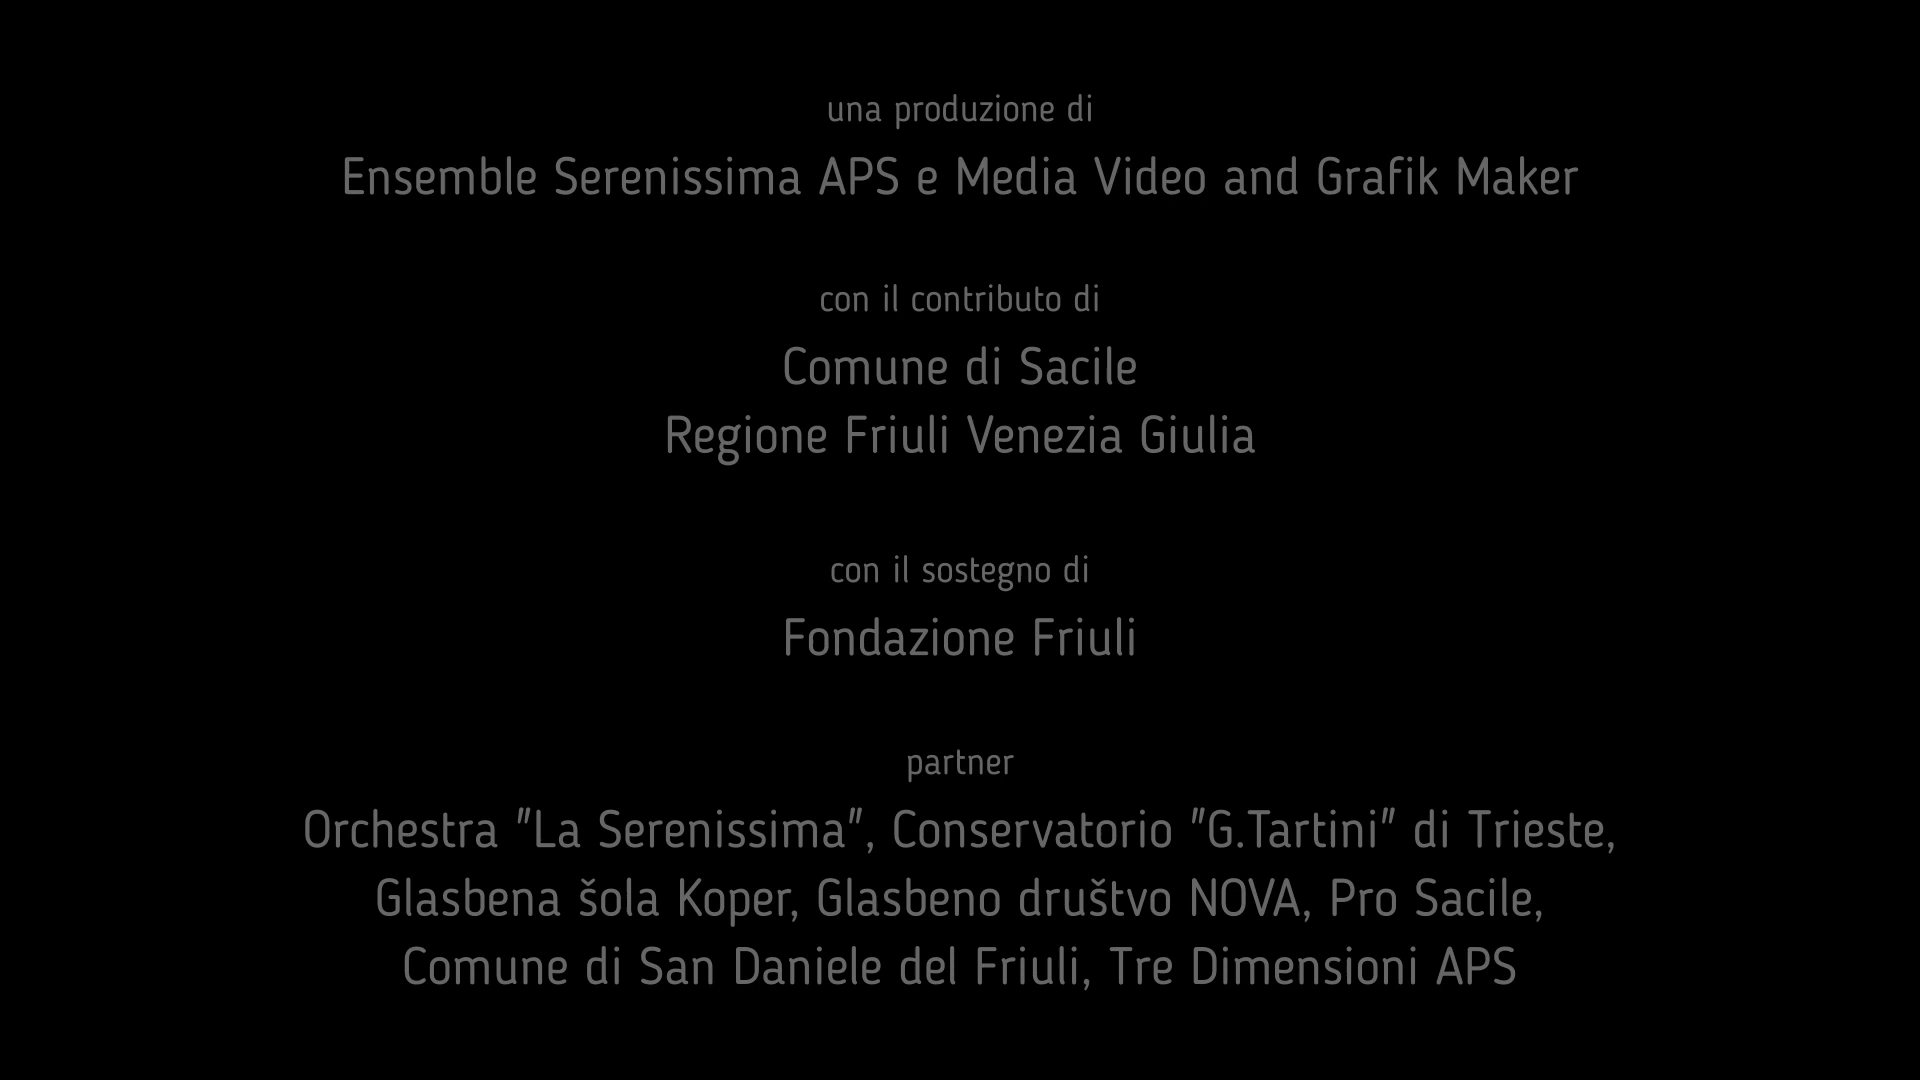 una produzione di
Ensemble Serenissima APS e Media Video and Grafik Maker
con il contributo di
Comune di Sacile
Regione Friuli Venezia Giulia
con il sostegno di
Fondazione Friuli
partner
Orchestra "La Serenissima", Conservatorio "G.Tartini" di Trieste,
Glasbena šola Koper, Glasbeno društvo NOVA, Pro Sacile,
Comune di San Daniele del Friuli, Tre Dimensioni APS